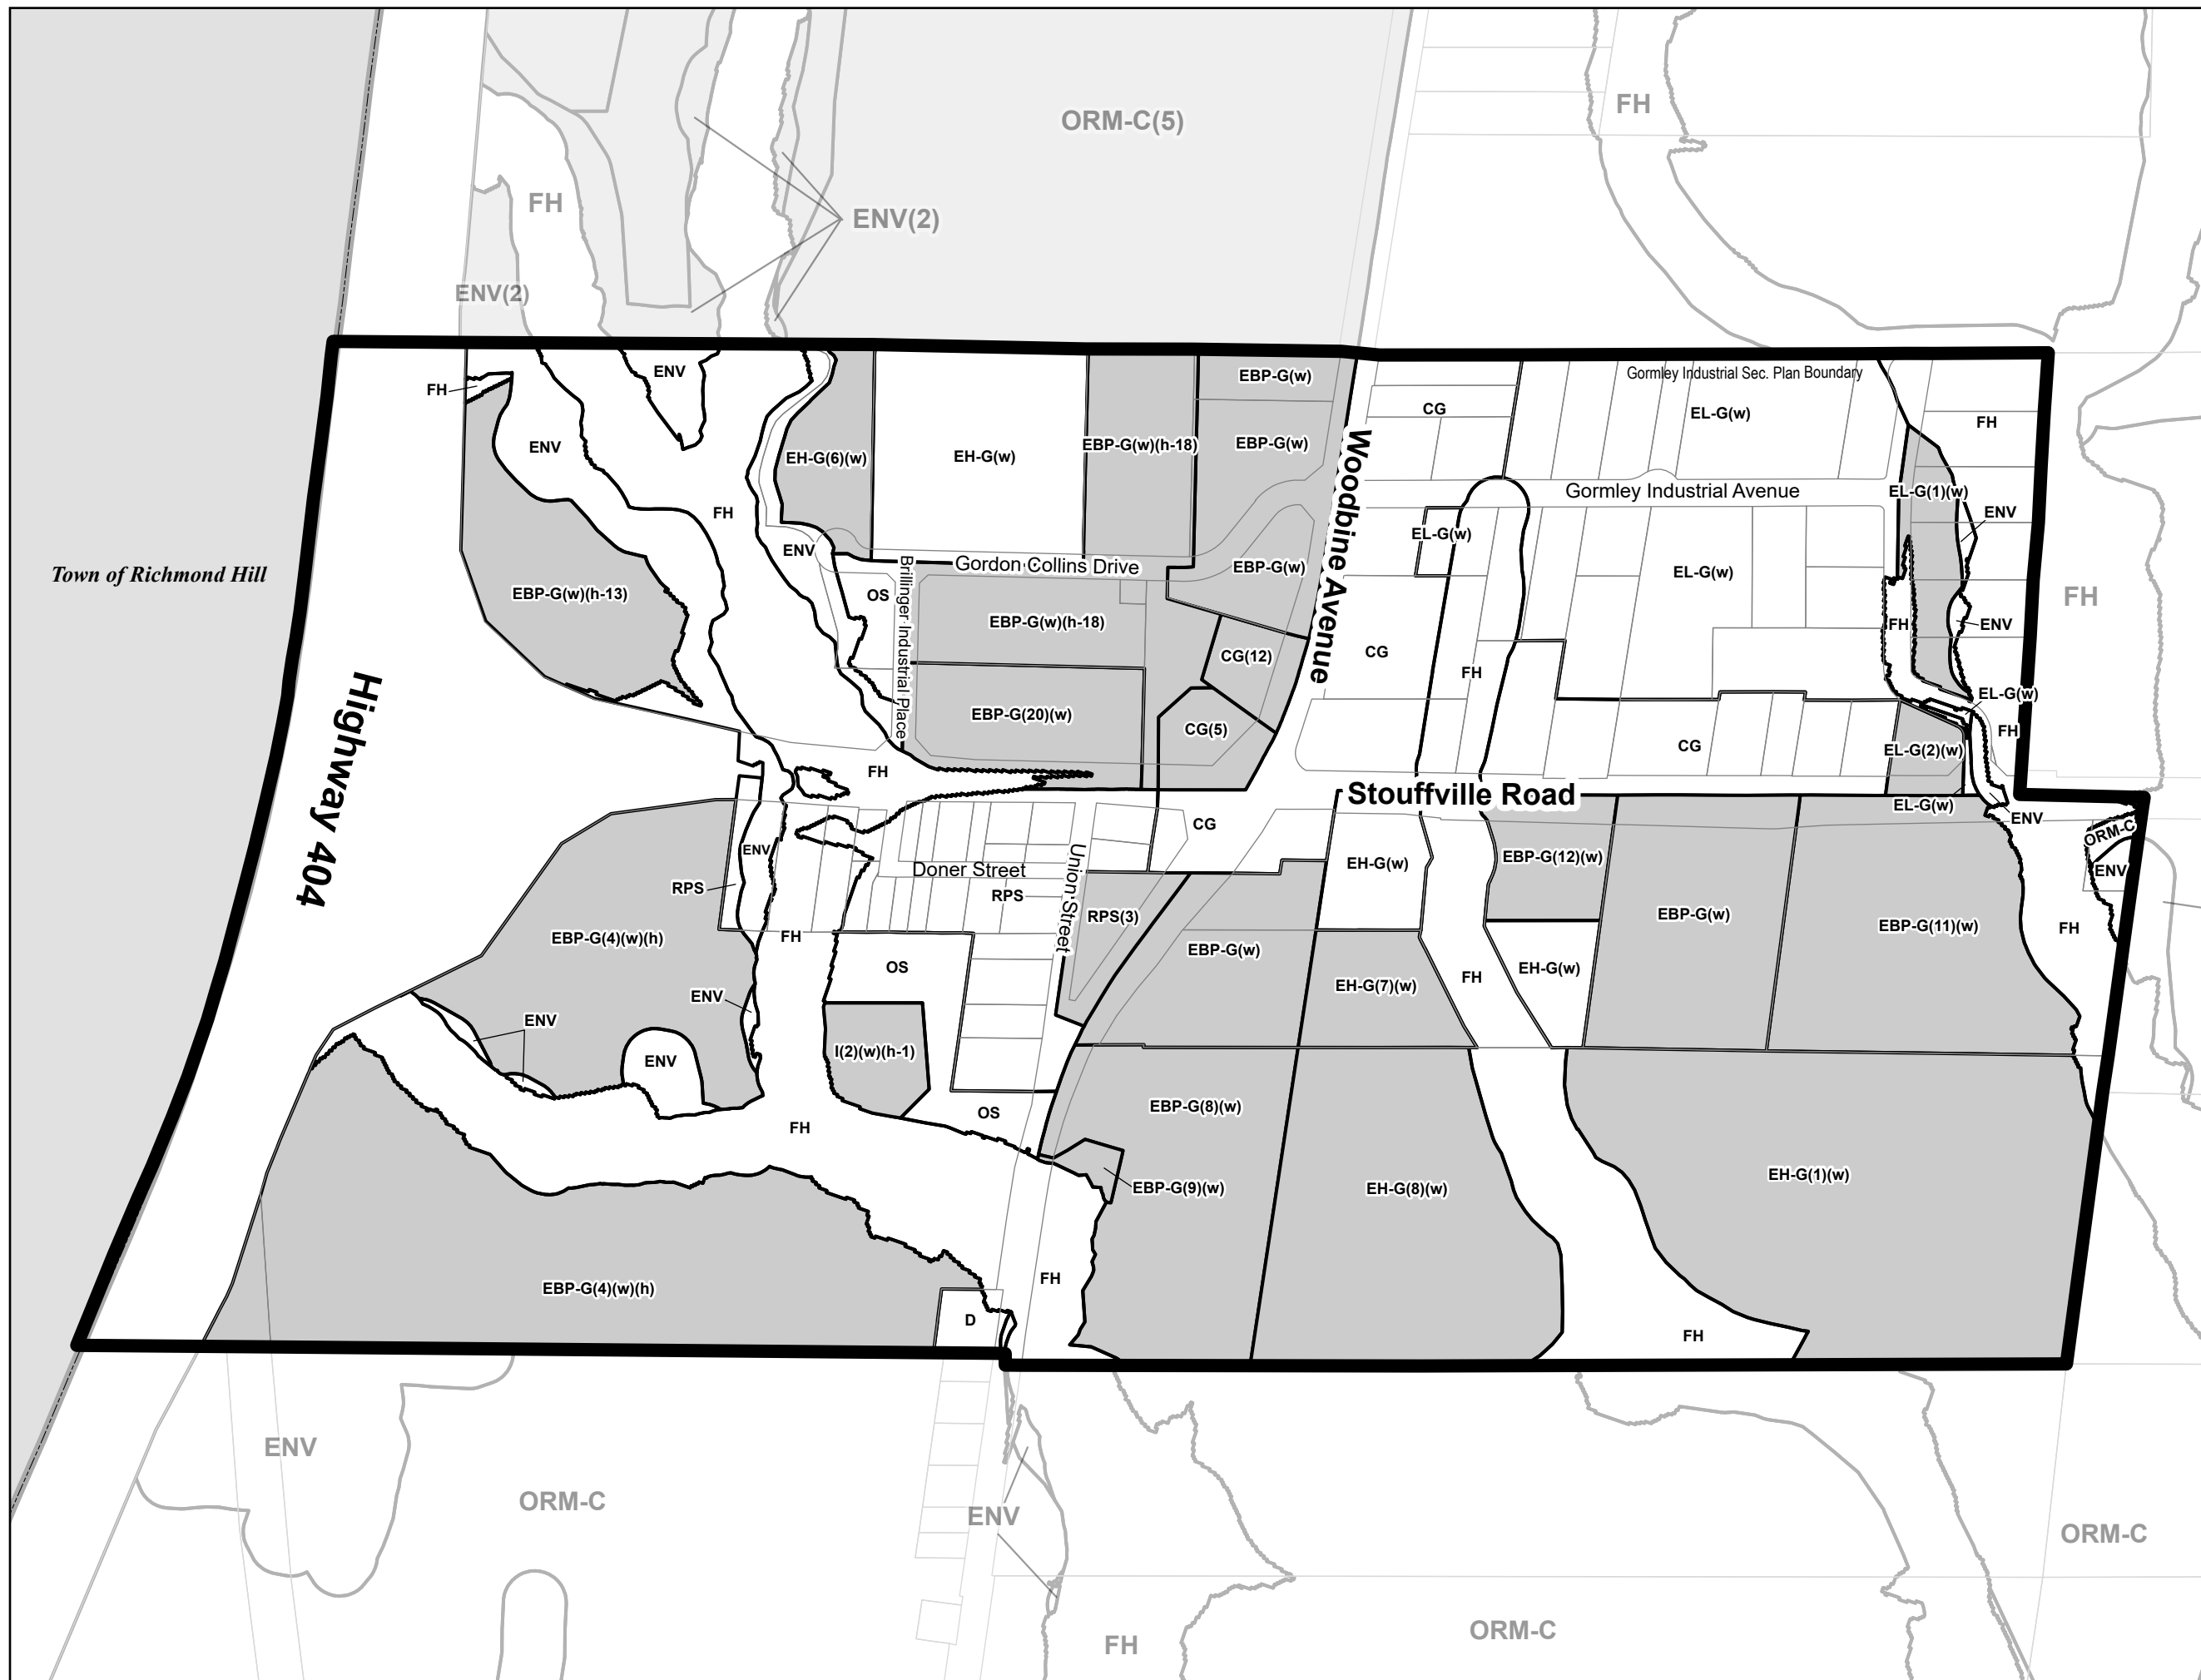 ORM-C(5)
FH
FH
ENV(2)
ENV(2)
ENV
FH
ENV
EH-G(6)(w)
EH-G(w)
EBP-G(w)(h-18)
EBP-G(w)
EBP-G(w)
CG
Gormley Industrial Sec. Plan Boundary
EL-G(w)
FH
Woodbine Avenue
Gormley Industrial Avenue
EL-G(1)(w)
ENV
FH
ENV
EL-G(w)
Town of Richmond Hill
EBP-G(w)(h-13)
Gordon Collins Drive
EBP-G(w)
EL-G(w)
OS
Brillinger Industrial Place
EBP-G(w)(h-18)
FH
ENV
FH
CG(12)
CG
FH
EL-G(w)
Highway 404
EBP-G(20)(w)
CG(5)
FH
CG
EL-G(2)(w)
FH
Stouffville Road
EL-G(w)
ENV
CG
ORM-C
ENV
EH-G(w)
EBP-G(12)(w)
ENV
RPS
Doner Street
RPS
Union Street
RPS(3)
EBP-G(w)
EBP-G(11)(w)
FH
EBP-G(4)(w)(h)
FH
EBP-G(w)
OS
EH-G(7)(w)
FH
EH-G(w)
ENV
ENV
ENV
I(2)(w)(h-1)
OS
EBP-G(8)(w)
FH
EBP-G(9)(w)
EH-G(8)(w)
EH-G(1)(w)
EBP-G(4)(w)(h)
FH
D
FH
ENV
ORM-C
ENV
ORM-C
FH
ORM-C